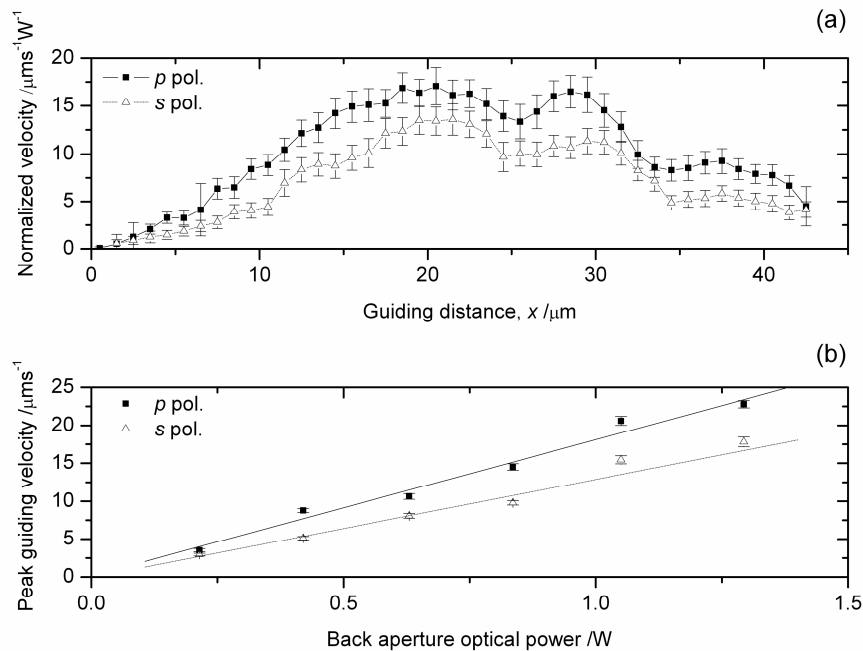 (a)
20
15
10
5
0
Normalized velocity /μms⁻¹W⁻¹
p pol.
s pol.
0 10 20 30 40
Guiding distance, x /μm
(b)
25
20
15
10
5
0
Peak guiding velocity /μms⁻¹
p pol.
s pol.
0.0 0.5 1.0 1.5
Back aperture optical power /W